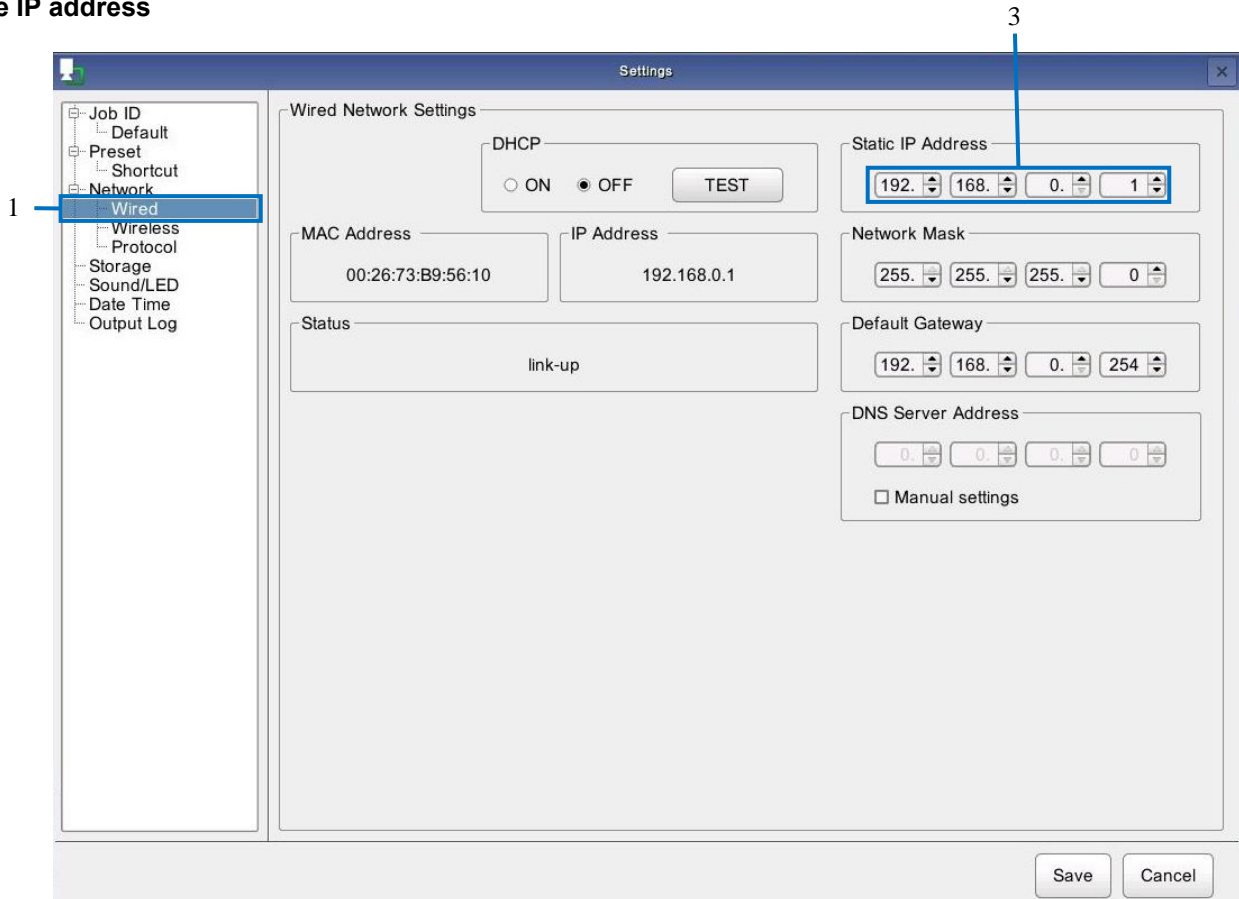 e IP address
3
Settings
1
Job ID
Default
Preset
Shortcut
Network
Wired
Wireless
Protocol
Storage
Sound/LED
Date Time
Output Log
Wired Network Settings
DHCP
ON OFF TEST
MAC Address
00:26:73:B9:56:10
IP Address
192.168.0.1
Status
link-up
Static IP Address
192. 168. 0. 1
Network Mask
255. 255. 255. 0
Default Gateway
192. 168. 0. 254
DNS Server Address
0. 0. 0. 0
Manual settings
Save Cancel